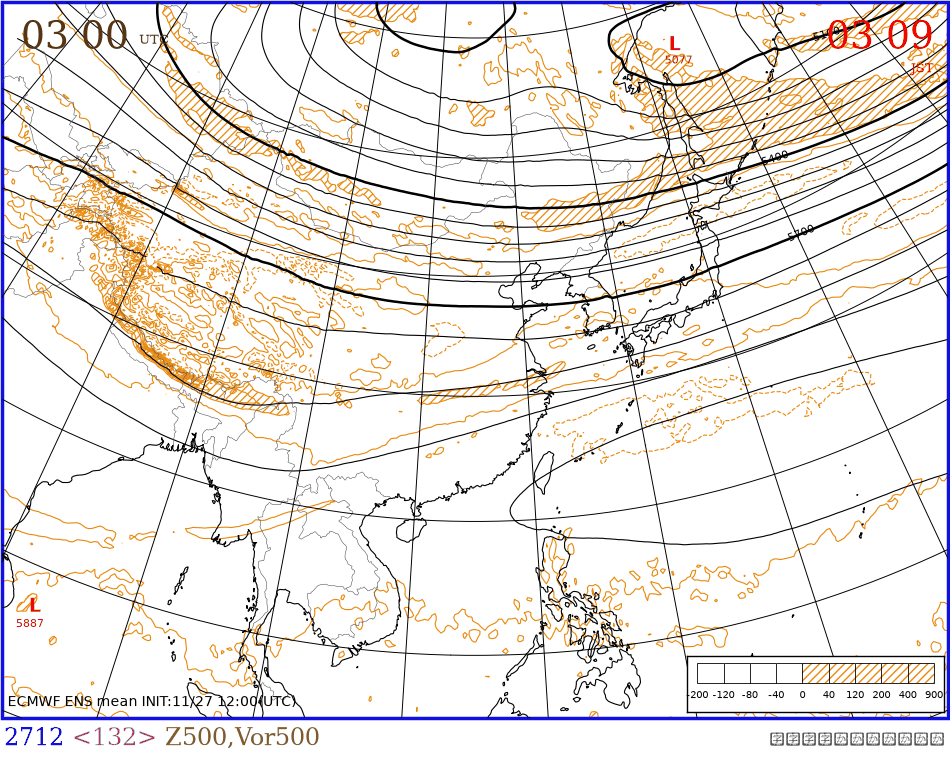 03 00 UTC
03 09
JST
L
5077
5100
5400
5700
L
5887
-200 -120 -80 -40 0 40 120 200 400 900
ECMWF ENS mean INIT:11/27 12:00(UTC)
2712 <132> Z500,Vor500